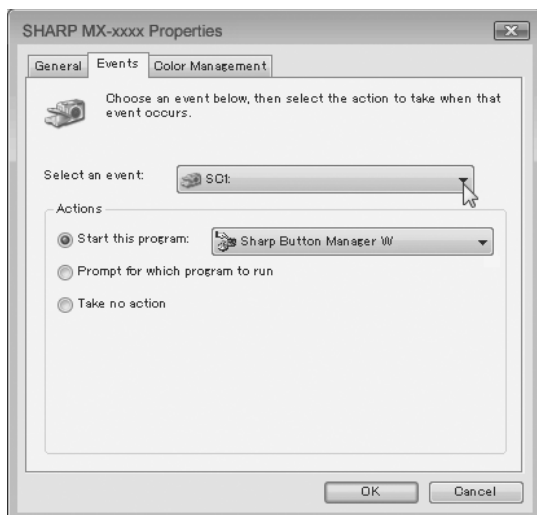 SHARP MX-xxxx Properties
General Events Color Management
Choose an event below, then select the action to take when that
event occurs.
Select an event: SC1:
Actions
Start this program: Sharp Button Manager W
Prompt for which program to run
Take no action
OK Cancel